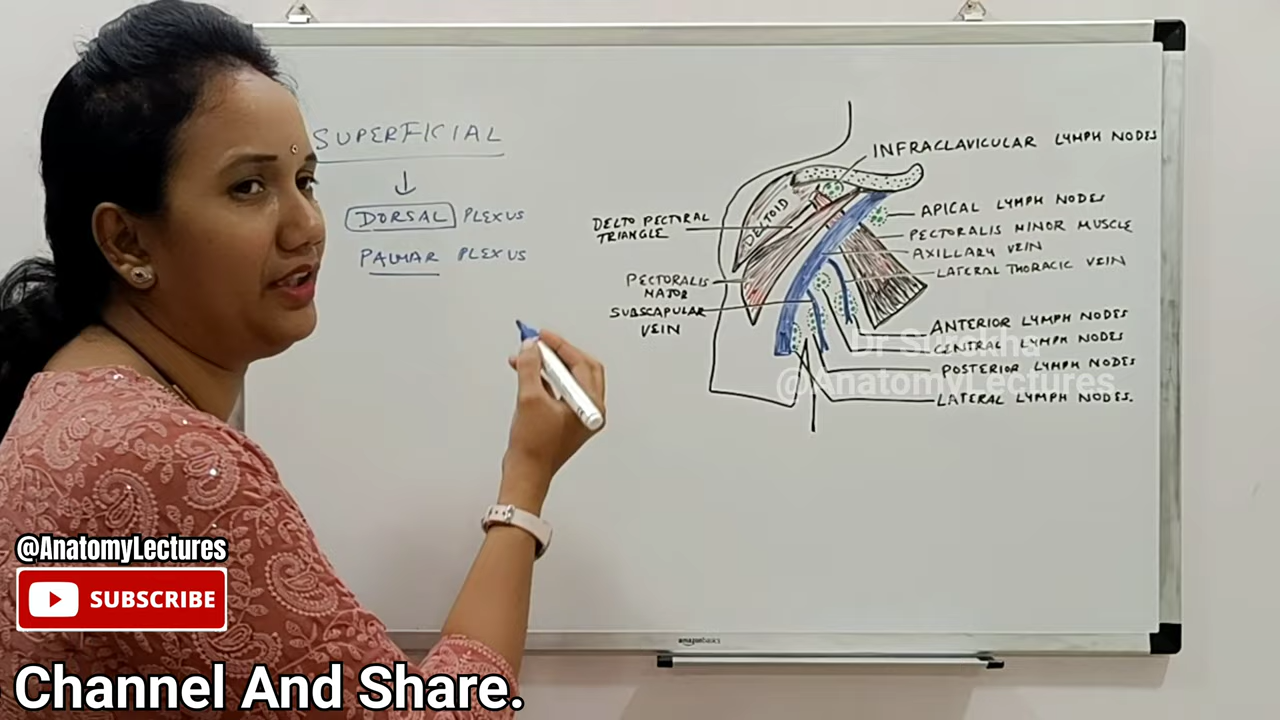 SUPERFICIAL
DORSAL PLEXUS
PALMAR PLEXUS
INFRACLAVICULAR LYMPH NODES
DELTOID
DELTO PECTORAL
TRIANGLE
APICAL LYMPH NODES
PECTORALIS MINOR MUSCLE
AXILLARY VEIN
LATERAL THORACIC VEIN
PECTORALIS
MAJOR
SUBSCAPULAR
VEIN
ANTERIOR LYMPH NODES
CENTRAL LYMPH NODES
POSTERIOR LYMPH NODES
LATERAL LYMPH NODES.
@AnatomyLectures
@AnatomyLectures
SUBSCRIBE
Channel And Share.
amazonbasics